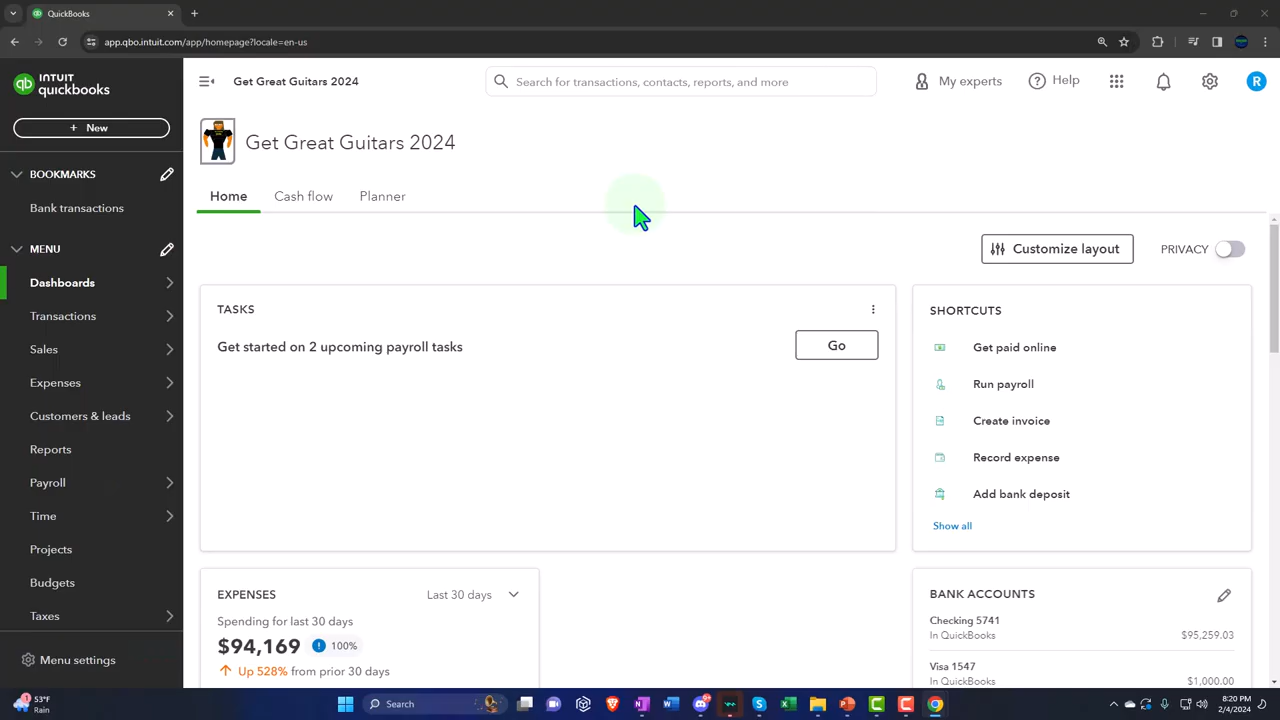 QuickBooks
app.qbo.intuit.com/app/homepage?locale=en-us
INTUIT
quickbooks
Get Great Guitars 2024
Search for transactions, contacts, reports, and more
My experts
Help
R
+ New
Get Great Guitars 2024
BOOKMARKS
Bank transactions
Home
Cash flow
Planner
MENU
Customize layout
PRIVACY
Dashboards
Transactions
Sales
Expenses
Customers & leads
Reports
Payroll
Time
Projects
Budgets
Taxes
Menu settings
TASKS
Get started on 2 upcoming payroll tasks
Go
SHORTCUTS
Get paid online
Run payroll
Create invoice
Record expense
Add bank deposit
Show all
EXPENSES
Last 30 days
Spending for last 30 days
$94,169
100%
Up 528% from prior 30 days
BANK ACCOUNTS
Checking 5741
In QuickBooks
$95,259.03
Visa 1547
In QuickBooks
$1,000.00
53°F
Rain
Search
8:20 PM
2/4/2024